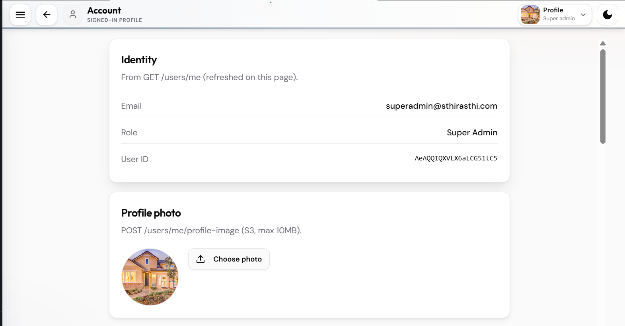 Account
SIGNED-IN PROFILE
Profile
Super admin
Identity
From GET /users/me (refreshed on this page).
Email
superadmin@sthirasthi.com
Role
Super Admin
User ID
Profile photo
POST /users/me/profile-image (S3, max 10MB).
Choose photo